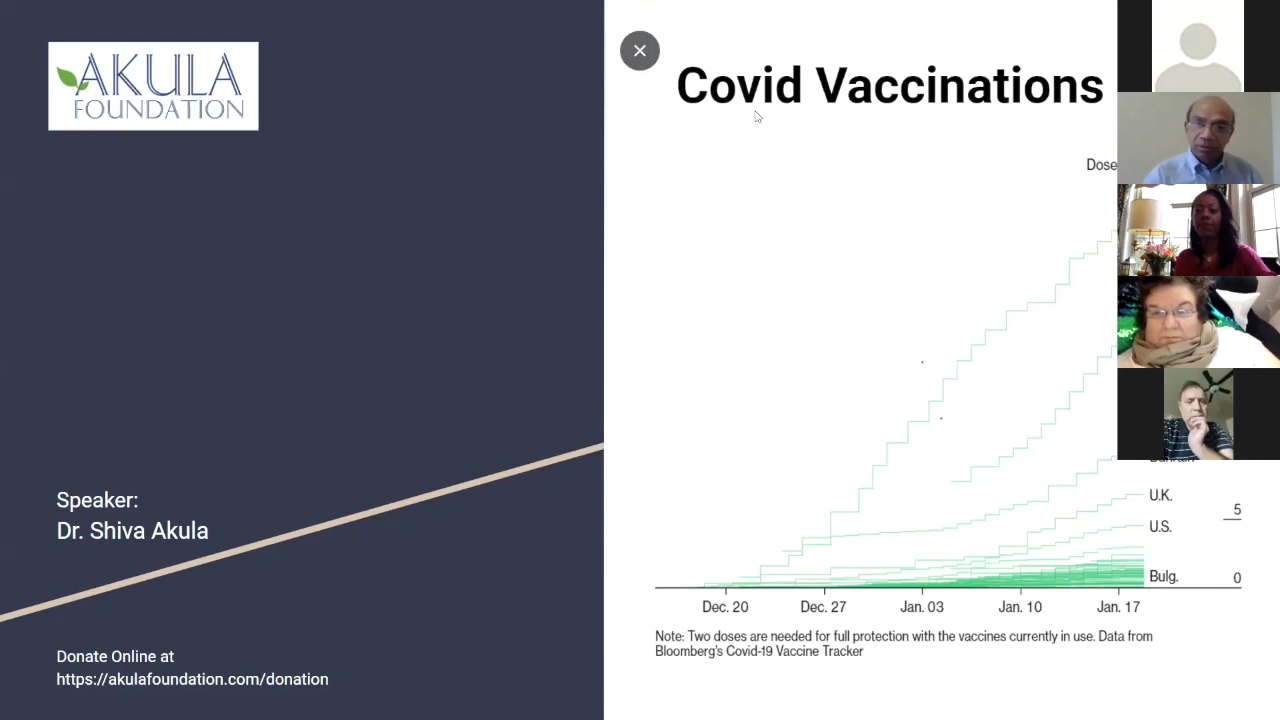 AKULA
FOUNDATION
Speaker:
Dr. Shiva Akula
Donate Online at
https://akulafoundation.com/donation
Covid Vaccinations
U.K.
5
U.S.
Bulg.
0
Dec. 20
Dec. 27
Jan. 03
Jan. 10
Jan. 17
Note: Two doses are needed for full protection with the vaccines currently in use. Data from
Bloomberg's Covid-19 Vaccine Tracker